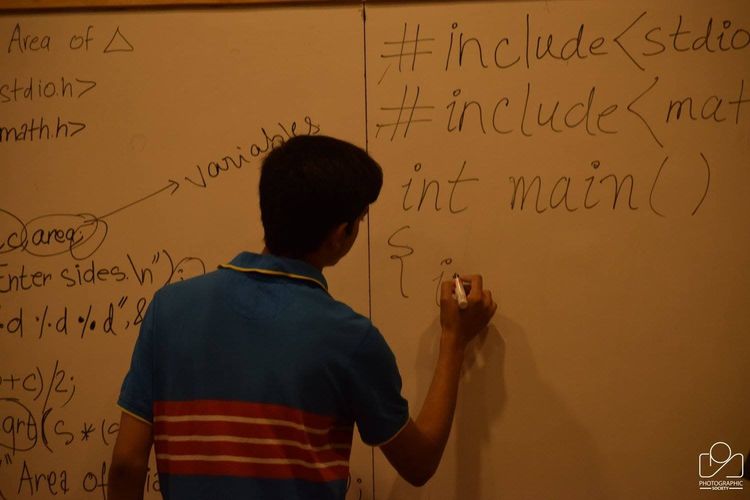 Area of △
stdio.h>
math.h>
variables
c, area;
Enter sides.\n");
%d %d %d",&
+c)/2;
qrt(s*(
"Area of
;
#include<stdio
#include<mat
int main()
{ i
PHOTOGRAPHIC
SOCIETY